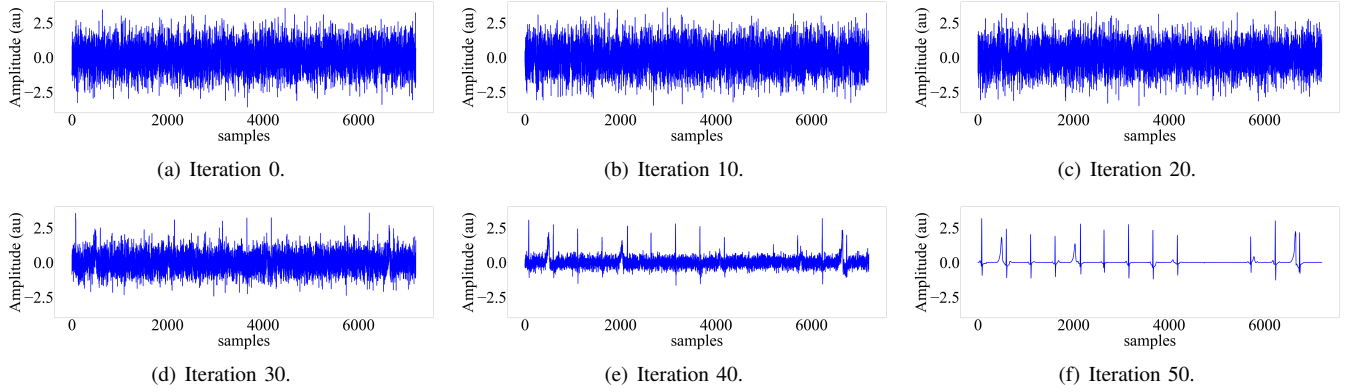 Amplitude (au)
2.5
0.0
−2.5
0 2000 4000 6000
samples
(a) Iteration 0.
Amplitude (au)
2.5
0.0
−2.5
0 2000 4000 6000
samples
(b) Iteration 10.
Amplitude (au)
2.5
0.0
−2.5
0 2000 4000 6000
samples
(c) Iteration 20.
Amplitude (au)
2.5
0.0
−2.5
0 2000 4000 6000
samples
(d) Iteration 30.
Amplitude (au)
2.5
0.0
−2.5
0 2000 4000 6000
samples
(e) Iteration 40.
Amplitude (au)
2.5
0.0
−2.5
0 2000 4000 6000
samples
(f) Iteration 50.